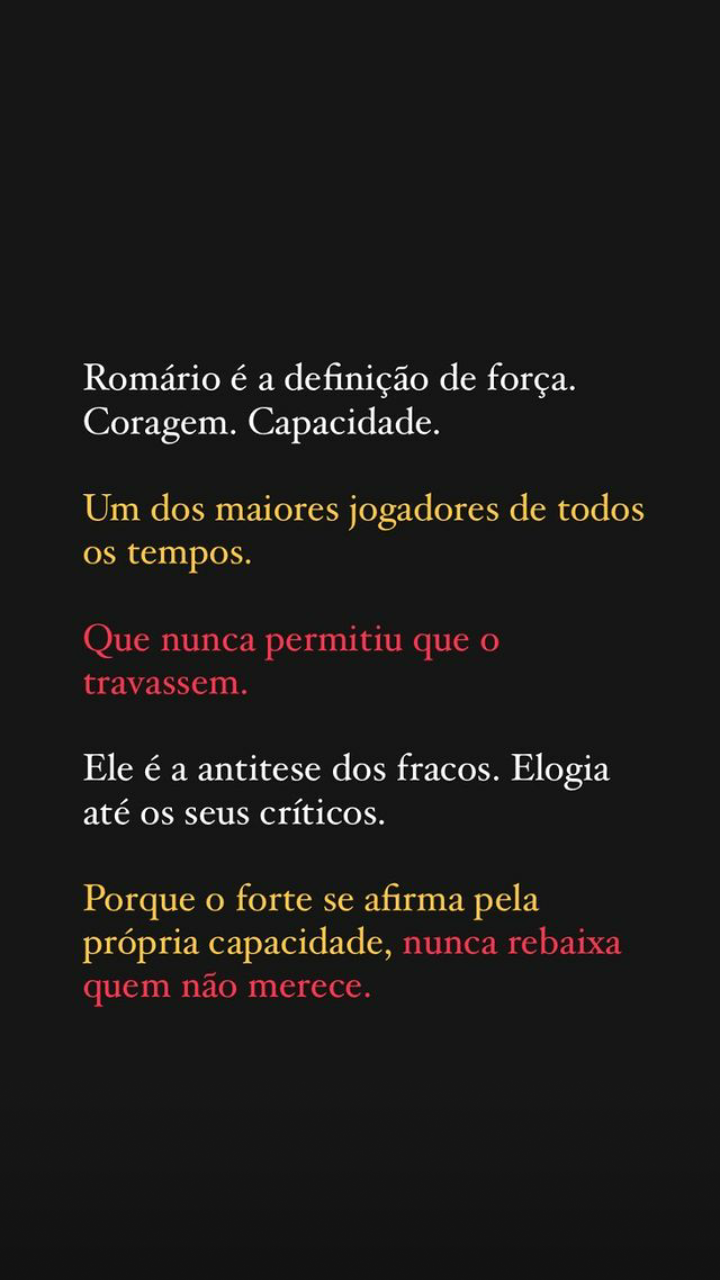 Romário é a definição de força.
Coragem. Capacidade.
Um dos maiores jogadores de todos
os tempos.
Que nunca permitiu que o
travassem.
Ele é a antitese dos fracos. Elogia
até os seus críticos.
Porque o forte se afirma pela
própria capacidade, nunca rebaixa
quem não merece.